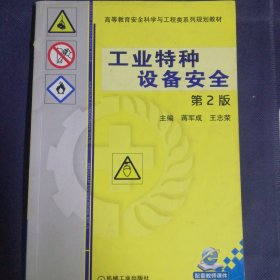 高等教育安全科学与工程类系列规划教材
工业特种
设备安全
第2版
主编 蒋军成 王志荣
机械工业出版社
配套教师课件